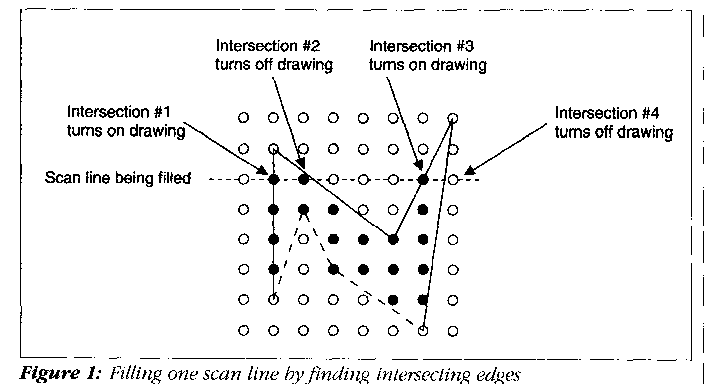 Intersection #2
turns off drawing
Intersection #3
turns on drawing
Intersection #1
turns on drawing
Intersection #4
turns off drawing
Scan line being filled
Figure 1: Filling one scan line by finding intersecting edges